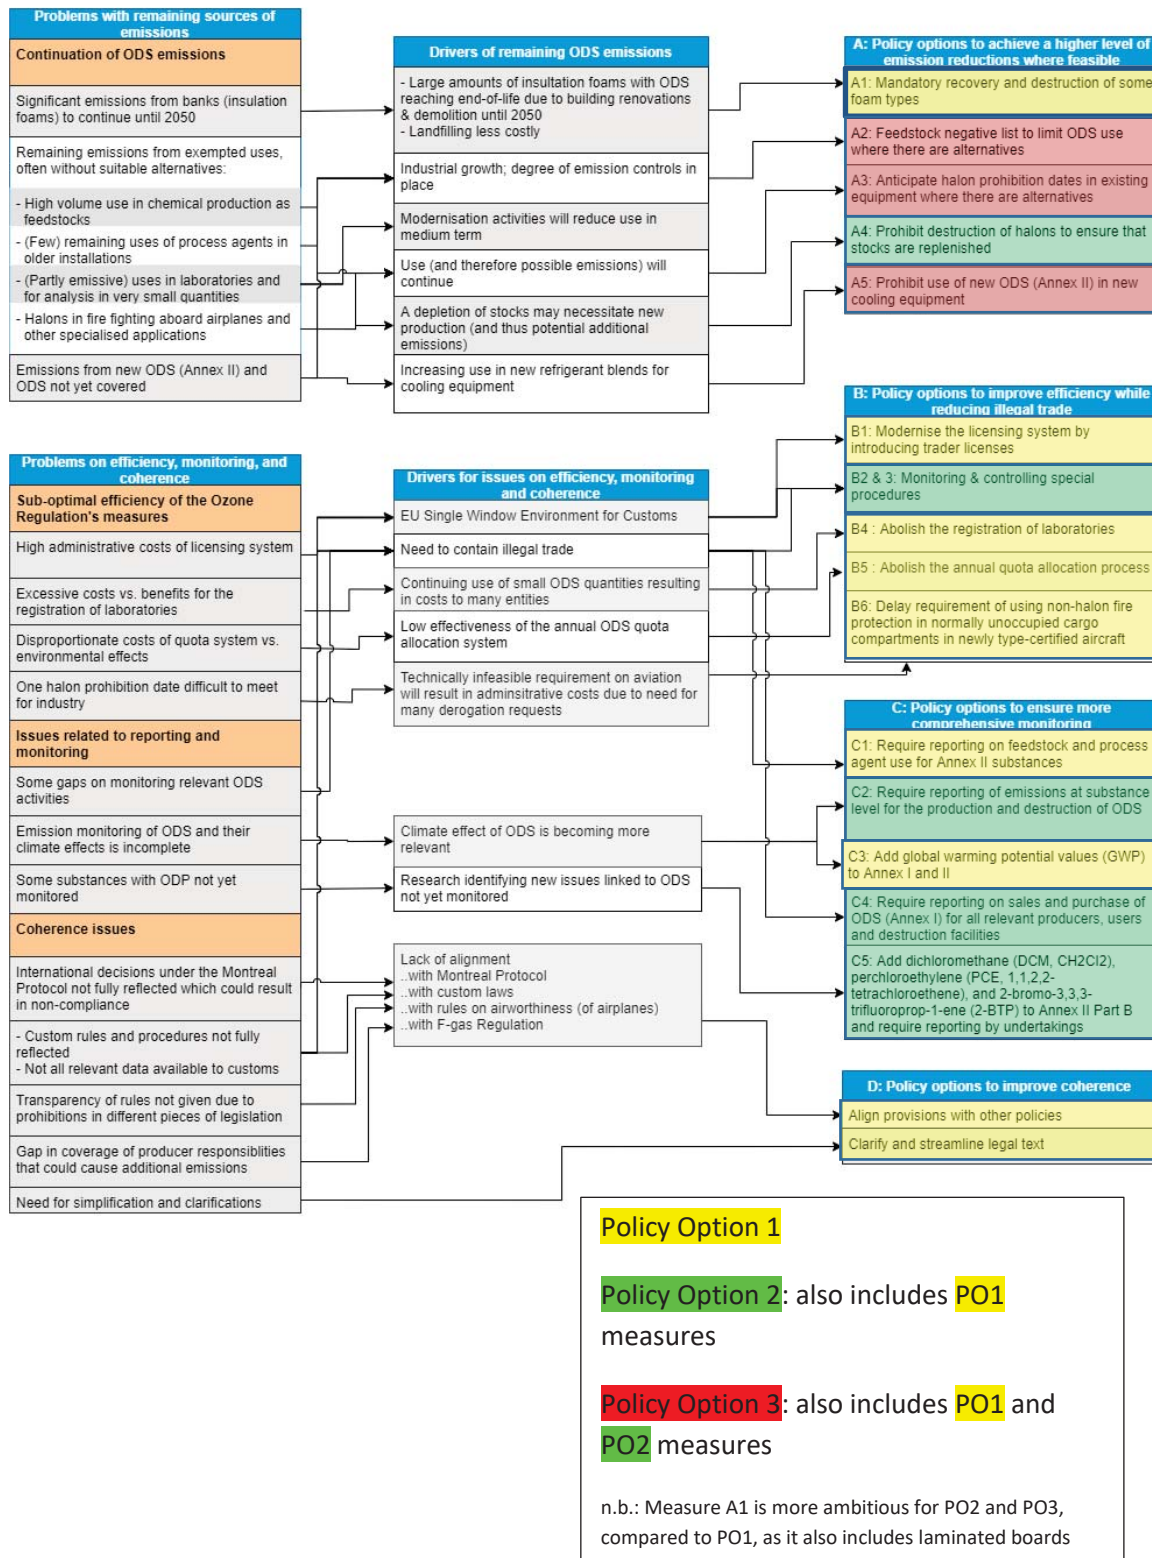 Problems with remaining sources of
emissions
Continuation of ODS emissions
Significant emissions from banks (insulation
foams) to continue until 2050
Remaining emissions from exempted uses,
often without suitable alternatives:
- High volume use in chemical production as
feedstocks
- (Few) remaining uses of process agents in
older installations
- (Partly emissive) uses in laboratories and
for analysis in very small quantities
- Halons in fire fighting aboard airplanes and
other specialised applications
Emissions from new ODS (Annex II) and
ODS not yet covered
Drivers of remaining ODS emissions
- Large amounts of insultation foams with ODS
reaching end-of-life due to building renovations
& demolition until 2050
- Landfilling less costly
Industrial growth; degree of emission controls in
place
Modernisation activities will reduce use in
medium term
Use (and therefore possible emissions) will
continue
A depletion of stocks may necessitate new
production (and thus potential additional
emissions)
Increasing use in new refrigerant blends for
cooling equipment
A: Policy options to achieve a higher level of
emission reductions where feasible
A1: Mandatory recovery and destruction of some
foam types
A2: Feedstock negative list to limit ODS use
where there are alternatives
A3: Anticipate halon prohibition dates in existing
equipment where there are alternatives
A4: Prohibit destruction of halons to ensure that
stocks are replenished
A5: Prohibit use of new ODS (Annex II) in new
cooling equipment
Problems on efficiency, monitoring, and
coherence
Sub-optimal efficiency of the Ozone
Regulation's measures
High administrative costs of licensing system
Excessive costs vs. benefits for the
registration of laboratories
Disproportionate costs of quota system vs.
environmental effects
One halon prohibition date difficult to meet
for industry
Issues related to reporting and
monitoring
Some gaps on monitoring relevant ODS
activities
Emission monitoring of ODS and their
climate effects is incomplete
Some substances with ODP not yet
monitored
Coherence issues
International decisions under the Montreal
Protocol not fully reflected which could result
in non-compliance
- Custom rules and procedures not fully
reflected
- Not all relevant data available to customs
Transparency of rules not given due to
prohibitions in different pieces of legislation
Gap in coverage of producer responsiblities
that could cause additional emissions
Need for simplification and clarifications
Drivers for issues on efficiency, monitoring
and coherence
EU Single Window Environment for Customs
Need to contain illegal trade
Continuing use of small ODS quantities resulting
in costs to many entities
Low effectiveness of the annual ODS quota
allocation system
Technically infeasible requirement on aviation
will result in adminsitrative costs due to need for
many derogation requests
Climate effect of ODS is becoming more
relevant
Research identifying new issues linked to ODS
not yet monitored
Lack of alignment
..with Montreal Protocol
..with custom laws
..with rules on airworthiness (of airplanes)
..with F-gas Regulation
B: Policy options to improve efficiency while
reducing illegal trade
B1: Modernise the licensing system by
introducing trader licenses
B2 & 3: Monitoring & controlling special
procedures
B4 : Abolish the registration of laboratories
B5 : Abolish the annual quota allocation process
B6: Delay requirement of using non-halon fire
protection in normally unoccupied cargo
compartments in newly type-certified aircraft
C: Policy options to ensure more
comprehensive monitoring
C1: Require reporting on feedstock and process
agent use for Annex II substances
C2: Require reporting of emissions at substance
level for the production and destruction of ODS
C3: Add global warming potential values (GWP)
to Annex I and II
C4: Require reporting on sales and purchase of
ODS (Annex I) for all relevant producers, users
and destruction facilities
C5: Add dichloromethane (DCM, CH2Cl2),
perchloroethylene (PCE, 1,1,2,2-
tetrachloroethene), and 2-bromo-3,3,3-
trifluoroprop-1-ene (2-BTP) to Annex II Part B
and require reporting by undertakings
D: Policy options to improve coherence
Align provisions with other policies
Clarify and streamline legal text
Policy Option 1
Policy Option 2: also includes PO1
measures
Policy Option 3: also includes PO1 and
PO2 measures
n.b.: Measure A1 is more ambitious for PO2 and PO3,
compared to PO1, as it also includes laminated boards